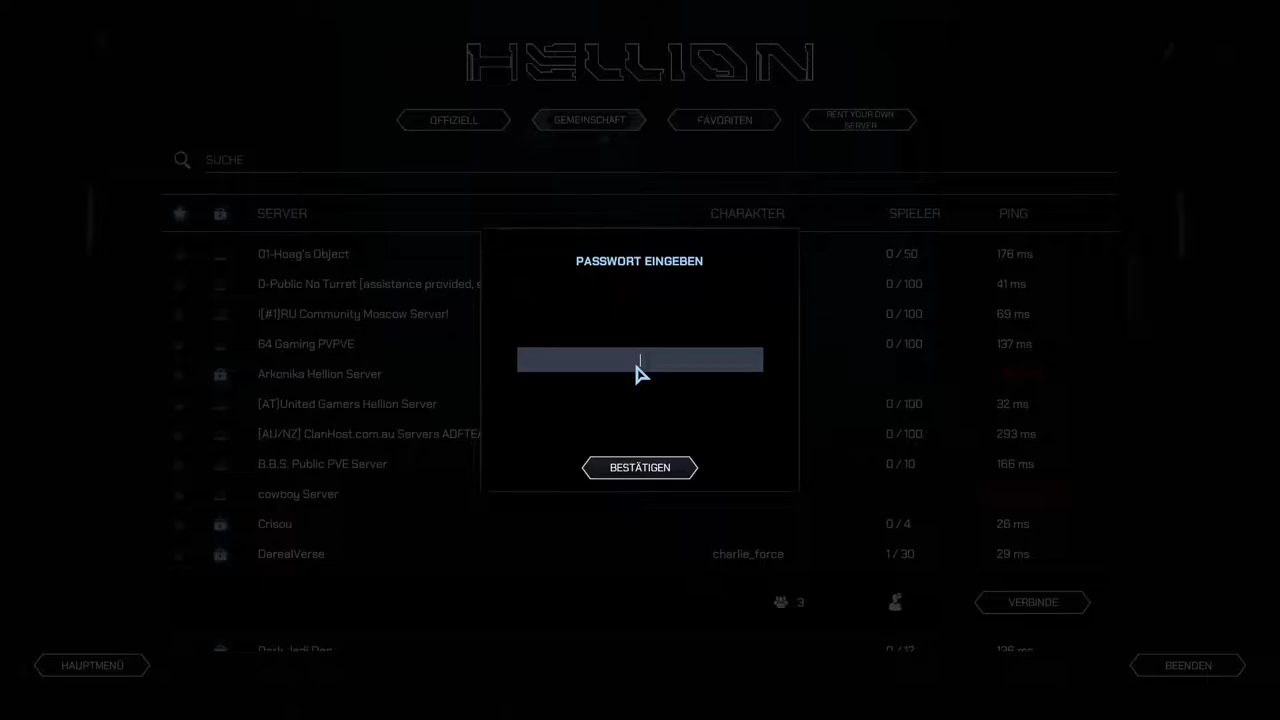 HELLION
OFFIZIELL
GEMEINSCHAFT
FAVORITEN
RENT YOUR OWN
SERVER
SUCHE
SERVER CHARAKTER SPIELER PING
01-Hoag's Object 0 / 50 176 ms
PASSWORT EINGEBEN
0-Public No Turret [assistance provided, 0 / 100 41 ms
![#1]RU Community Moscow Server! 0 / 100 69 ms
64 Gaming PVPVE 0 / 100 137 ms
Arkonika Hellion Server
[AT]United Gamers Hellion Server 0 / 100 32 ms
[AU/NZ] ClanHost.com.au Servers 0 / 100 293 ms
B.B.S. Public PVE Server 0 / 10 166 ms
BESTÄTIGEN
cowboy Server
Crisou 0 / 4 26 ms
DarealVerse charlie_force 1 / 30 29 ms
3
VERBINDE
HAUPTMENÜ
BEENDEN